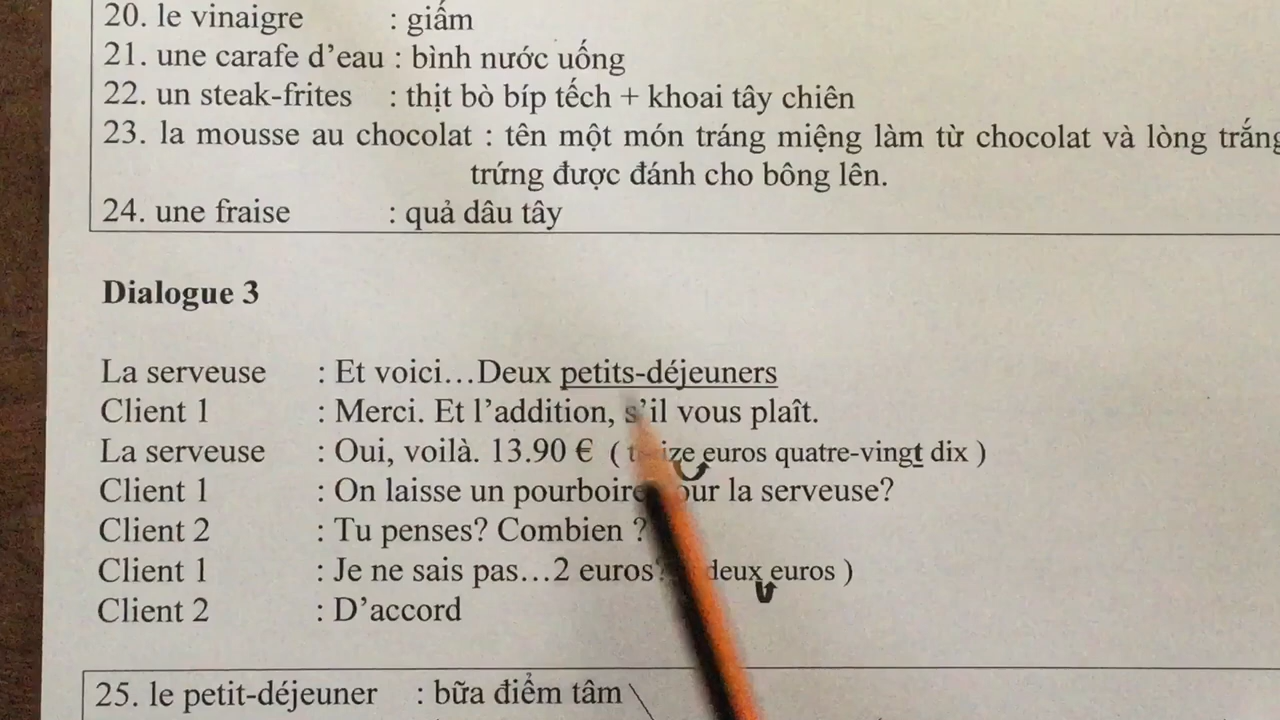 20. le vinaigre : giấm
21. une carafe d'eau : bình nước uống
22. un steak-frites : thịt bò bíp tếch + khoai tây chiên
23. la mousse au chocolat : tên một món tráng miệng làm từ chocolat và lòng trắng
trứng được đánh cho bông lên.
24. une fraise : quả dâu tây
Dialogue 3
La serveuse : Et voici…Deux petits-déjeuners
Client 1 : Merci. Et l'addition, s'il vous plaît.
La serveuse : Oui, voilà. 13.90 € ( euros quatre-vingt dix )
Client 1 : On laisse un pourboire la serveuse?
Client 2 : Tu penses? Combien ?
Client 1 : Je ne sais pas…2 euros? deux euros )
Client 2 : D'accord
25. le petit-déjeuner : bữa điểm tâm